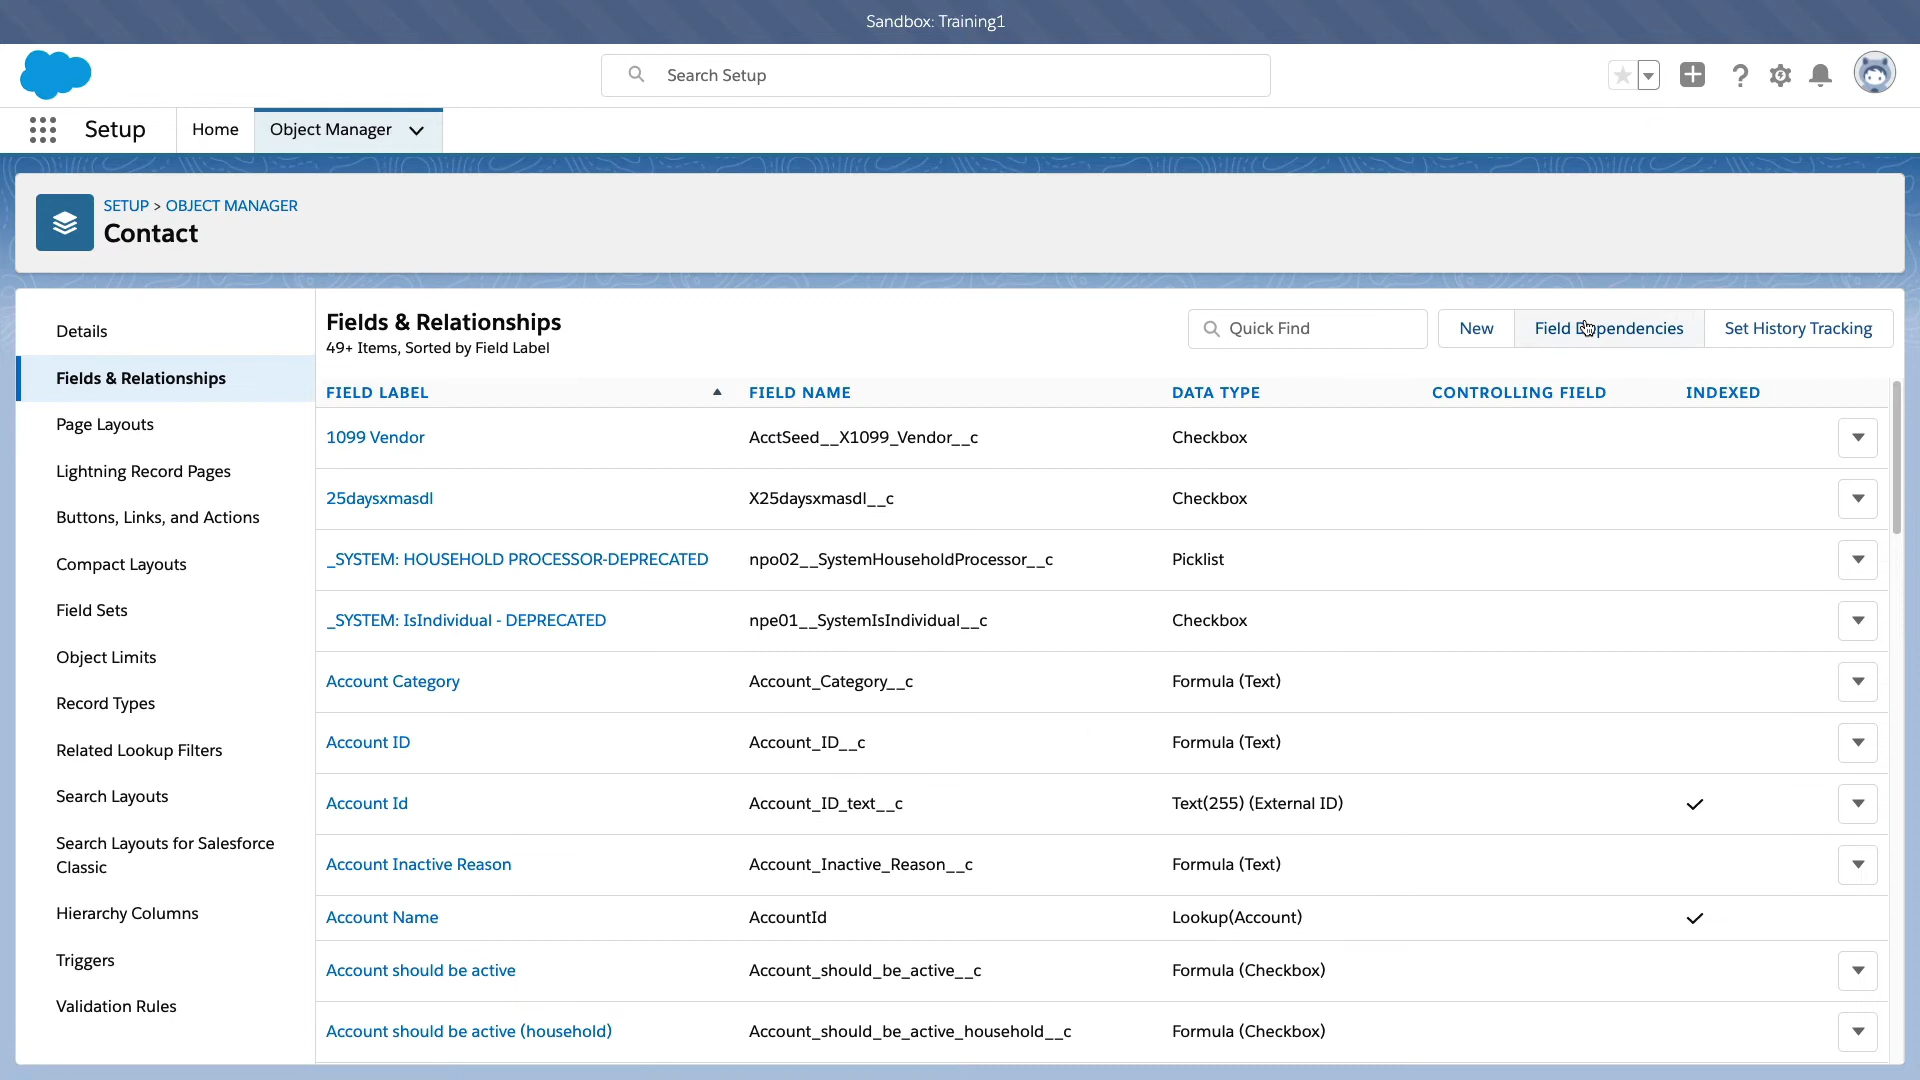 Sandbox: Training1
Search Setup
Setup
Home
Object Manager
SETUP > OBJECT MANAGER
Contact
Details
Fields & Relationships
Page Layouts
Lightning Record Pages
Buttons, Links, and Actions
Compact Layouts
Field Sets
Object Limits
Record Types
Related Lookup Filters
Search Layouts
Search Layouts for Salesforce
Classic
Hierarchy Columns
Triggers
Validation Rules
Fields & Relationships
49+ Items, Sorted by Field Label
Quick Find
New
Field Dependencies
Set History Tracking
FIELD LABEL FIELD NAME DATA TYPE CONTROLLING FIELD INDEXED
1099 Vendor AcctSeed__X1099_Vendor__c Checkbox
25daysxmasdl X25daysxmasdl__c Checkbox
_SYSTEM: HOUSEHOLD PROCESSOR-DEPRECATED npo02__SystemHouseholdProcessor__c Picklist
_SYSTEM: IsIndividual - DEPRECATED npe01__SystemIsIndividual__c Checkbox
Account Category Account_Category__c Formula (Text)
Account ID Account_ID__c Formula (Text)
Account Id Account_ID_text__c Text(255) (External ID)
Account Inactive Reason Account_Inactive_Reason__c Formula (Text)
Account Name AccountId Lookup(Account)
Account should be active Account_should_be_active__c Formula (Checkbox)
Account should be active (household) Account_should_be_active_household__c Formula (Checkbox)